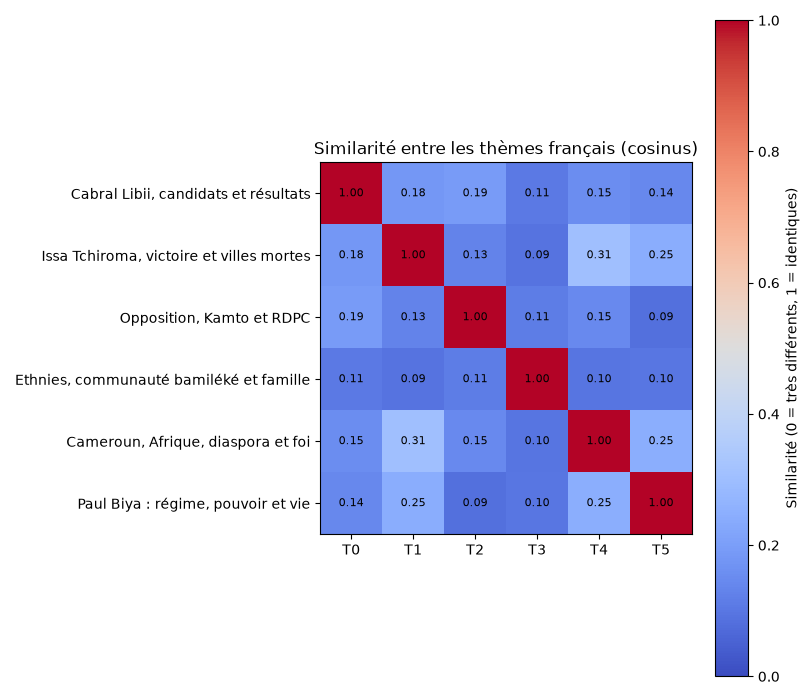 Similarité entre les thèmes français (cosinus)
Cabral Libii, candidats et résultats 1.00 0.18 0.19 0.11 0.15 0.14
Issa Tchiroma, victoire et villes mortes 0.18 1.00 0.13 0.09 0.31 0.25
Opposition, Kamto et RDPC 0.19 0.13 1.00 0.11 0.15 0.09
Ethnies, communauté bamiléké et famille 0.11 0.09 0.11 1.00 0.10 0.10
Cameroun, Afrique, diaspora et foi 0.15 0.31 0.15 0.10 1.00 0.25
Paul Biya : régime, pouvoir et vie 0.14 0.25 0.09 0.10 0.25 1.00
T0 T1 T2 T3 T4 T5
1.0
0.8
0.6
0.4
0.2
0.0
Similarité (0 = très différents, 1 = identiques)